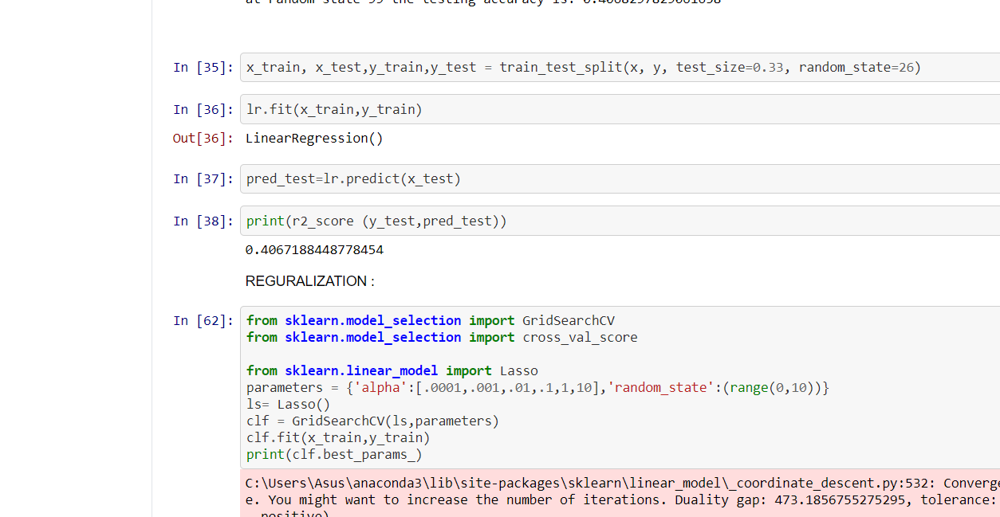 at random state 99 the testing accuracy is: 0.4068297829061698
In [35]: x_train, x_test,y_train,y_test = train_test_split(x, y, test_size=0.33, random_state=26)
In [36]: lr.fit(x_train,y_train)
Out[36]: LinearRegression()
In [37]: pred_test=lr.predict(x_test)
In [38]: print(r2_score (y_test,pred_test))
0.4067188448778454
REGURALIZATION :
In [62]: from sklearn.model_selection import GridSearchCV
from sklearn.model_selection import cross_val_score
from sklearn.linear_model import Lasso
parameters = {'alpha':[.0001,.001,.01,.1,1,10],'random_state':(range(0,10))}
ls= Lasso()
clf = GridSearchCV(ls,parameters)
clf.fit(x_train,y_train)
print(clf.best_params_)
C:\Users\Asus\anaconda3\lib\site-packages\sklearn\linear_model\_coordinate_descent.py:532: Converge
e. You might want to increase the number of iterations. Duality gap: 473.1856755275295, tolerance:
positive)